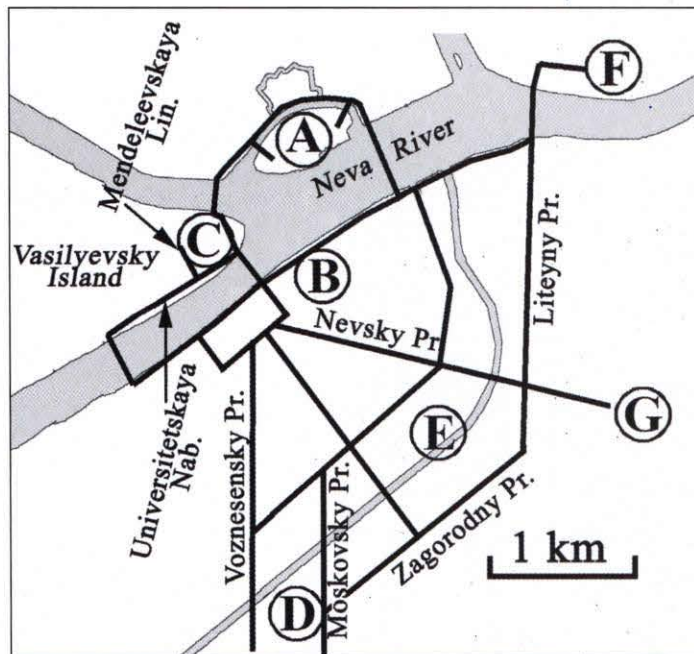 Mendeleevskaya
Lin.
A
F
Neva River
C
Vasilyevsky
Island
B
Liteyny Pr.
Nevsky Pr
G
E
Universitetskaya
Nab.
Voznesensky Pr.
Moskovsky Pr.
Zagorodny Pr.
1 km
D